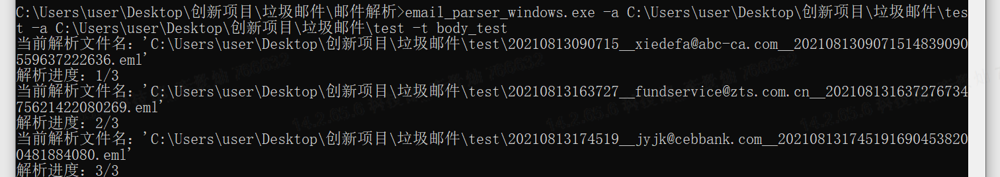 C:\Users\user\Desktop\创新项目\垃圾邮件\邮件解析>email_parser_windows.exe -a C:\Users\user\Desktop\创新项目\垃圾邮件\tes
t -a C:\Users\user\Desktop\创新项目\垃圾邮件\test -t body_test
当前解析文件名：'C:\Users\user\Desktop\创新项目\垃圾邮件\test\20210813090715__xiedefa@abc-ca.com__20210813090715148390900
559637222636.eml'
解析进度：1/3
当前解析文件名：'C:\Users\user\Desktop\创新项目\垃圾邮件\test\20210813163727__fundservice@zts.com.cn__202108131637276734
75621422080269.eml'
解析进度：2/3
当前解析文件名：'C:\Users\user\Desktop\创新项目\垃圾邮件\test\20210813174519__jyjk@cebbank.com__202108131745191690453820
0481884080.eml'
解析进度：3/3